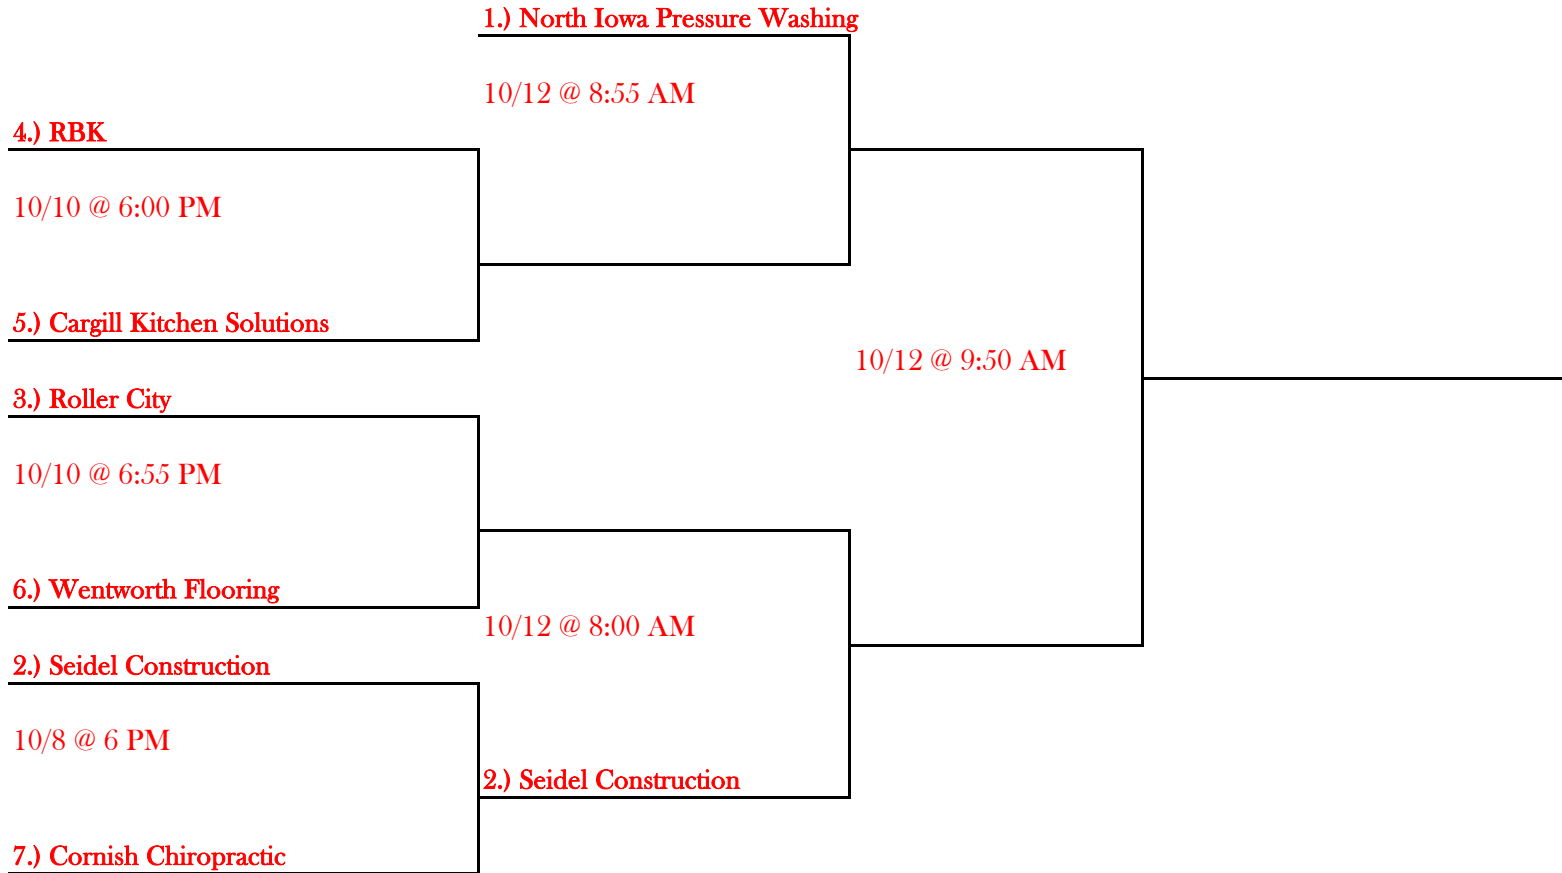 1.) North Iowa Pressure Washing
10/12 @ 8:55 AM
4.) RBK
10/10 @ 6:00 PM
5.) Cargill Kitchen Solutions
10/12 @ 9:50 AM
3.) Roller City
10/10 @ 6:55 PM
6.) Wentworth Flooring
10/12 @ 8:00 AM
2.) Seidel Construction
10/8 @ 6 PM
2.) Seidel Construction
7.) Cornish Chiropractic